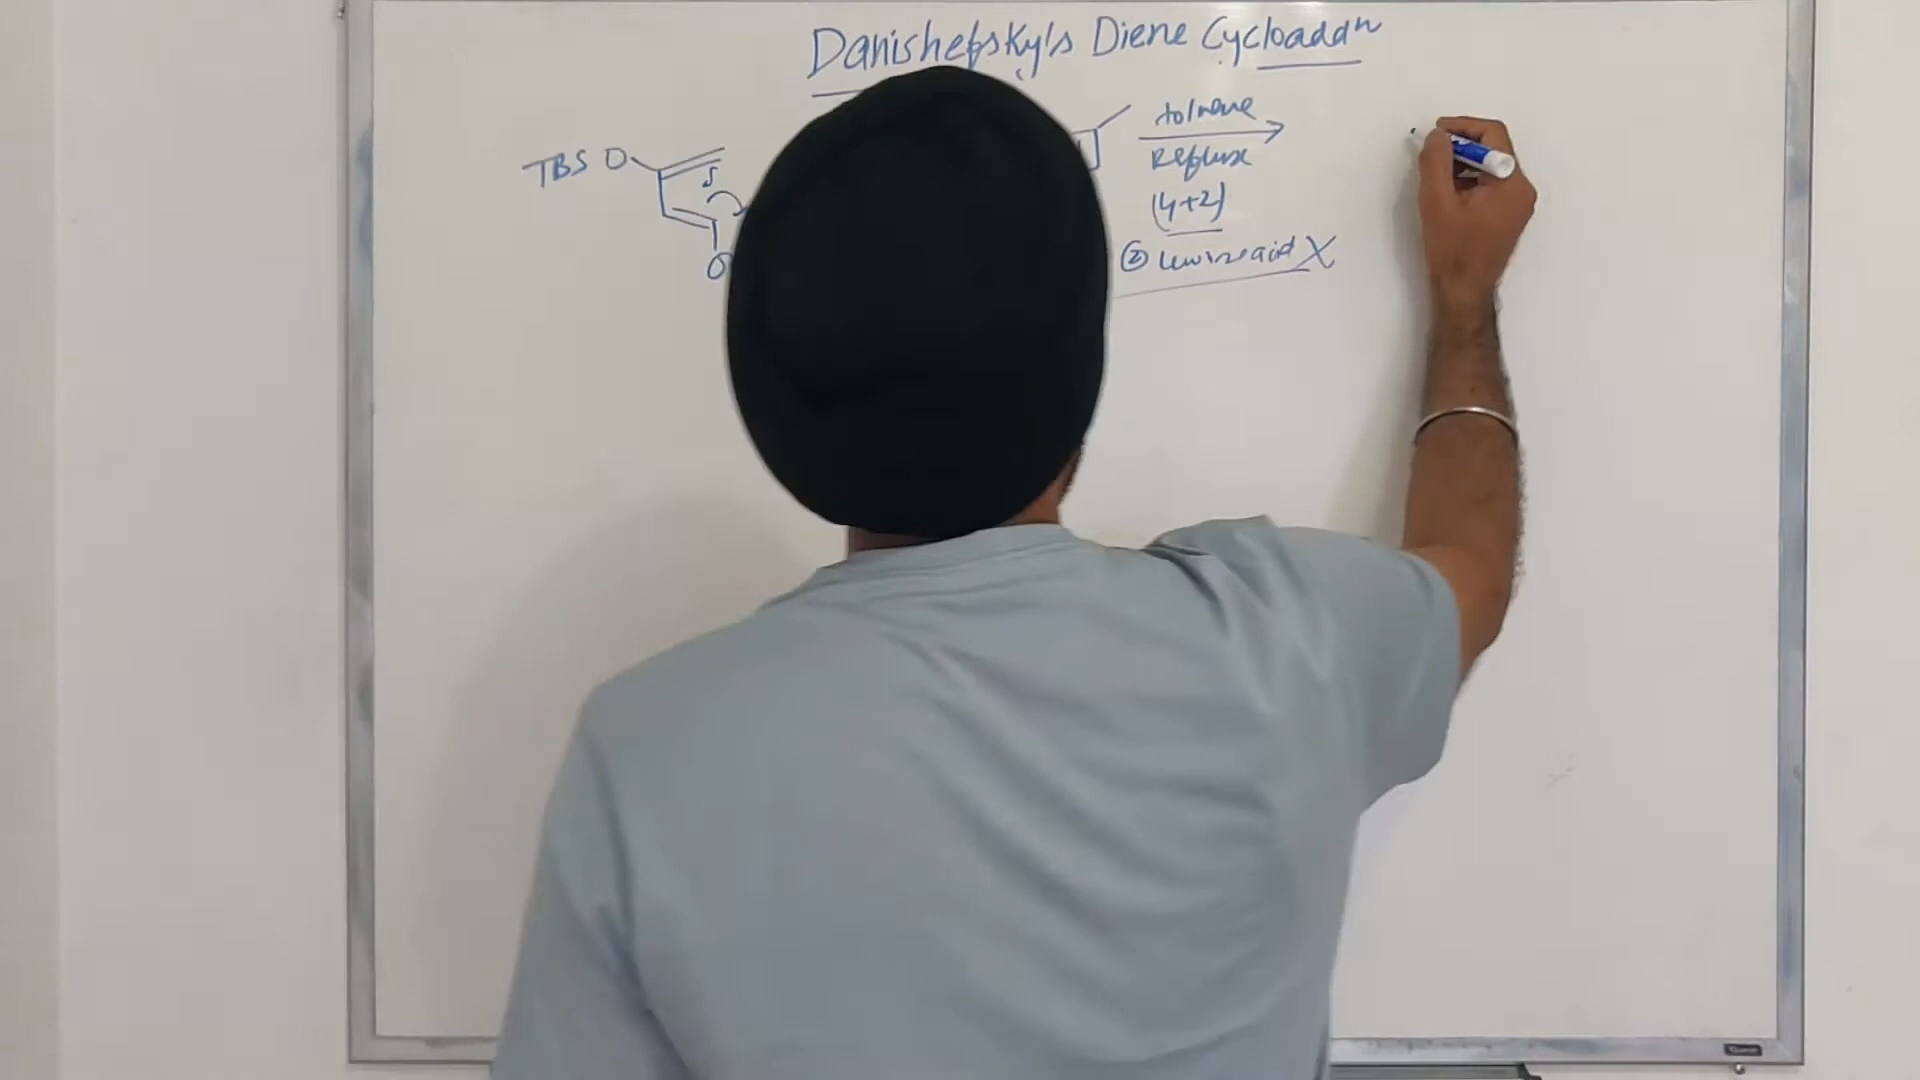 Danishefsky's Diene Cycloaddn
TBS O
toluene
Reflux
(4+2)
O
② Lewis acid X